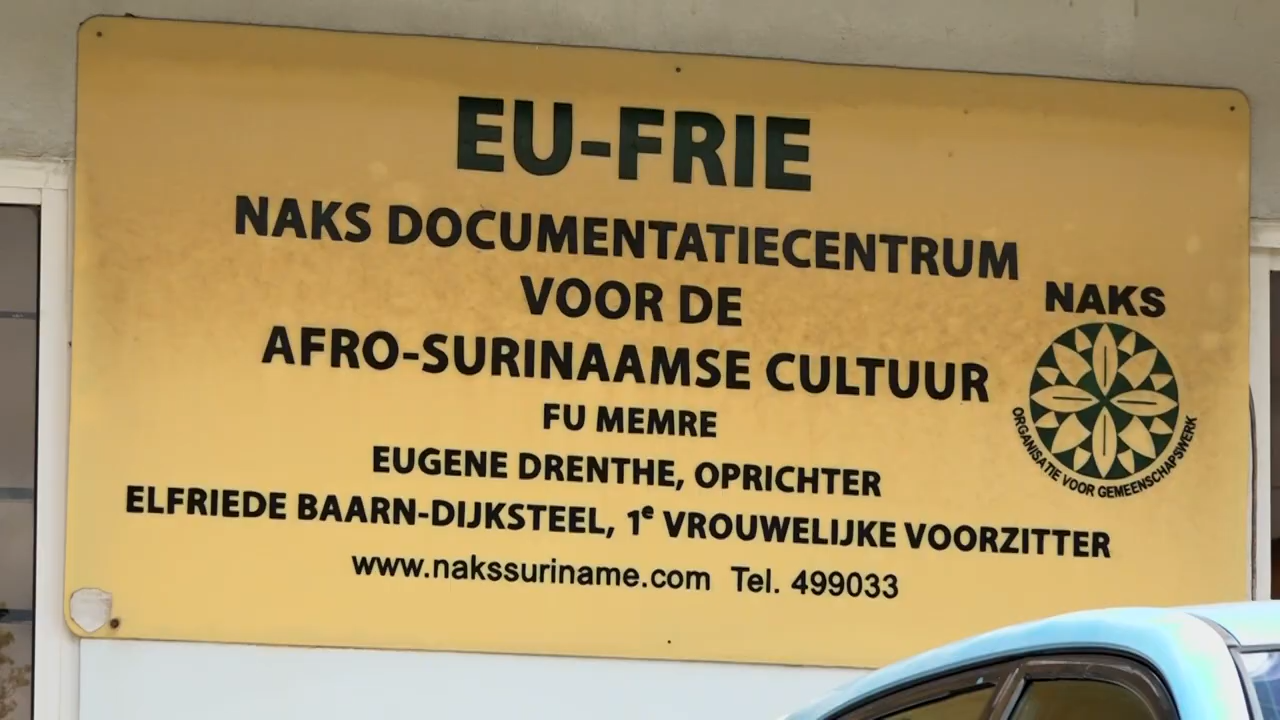 EU-FRIE
NAKS DOCUMENTATIECENTRUM
VOOR DE
AFRO-SURINAAMSE CULTUUR
FU MEMRE
EUGENE DRENTHE, OPRICHTER
ELFRIEDE BAARN-DIJKSTEEL, 1e VROUWELIJKE VOORZITTER
www.nakssuriname.com Tel. 499033
NAKS
ORGANISATIE VOOR GEMEENSCHAPSWERK